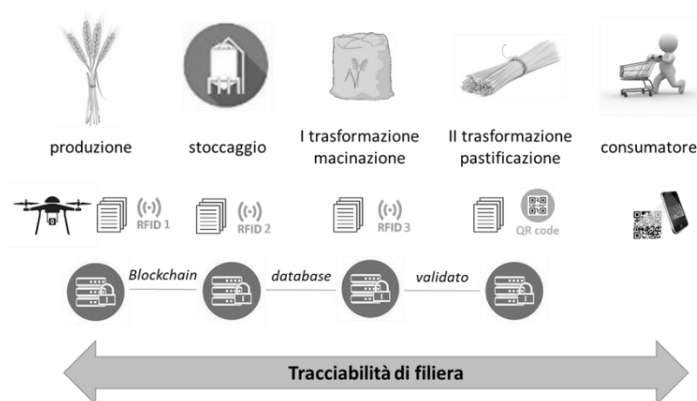 produzione
stoccaggio
I trasformazione
macinazione
II trasformazione
pastificazione
consumatore
RFID 1
RFID 2
RFID 3
QR code
Blockchain
database
validato
Tracciabilità di filiera